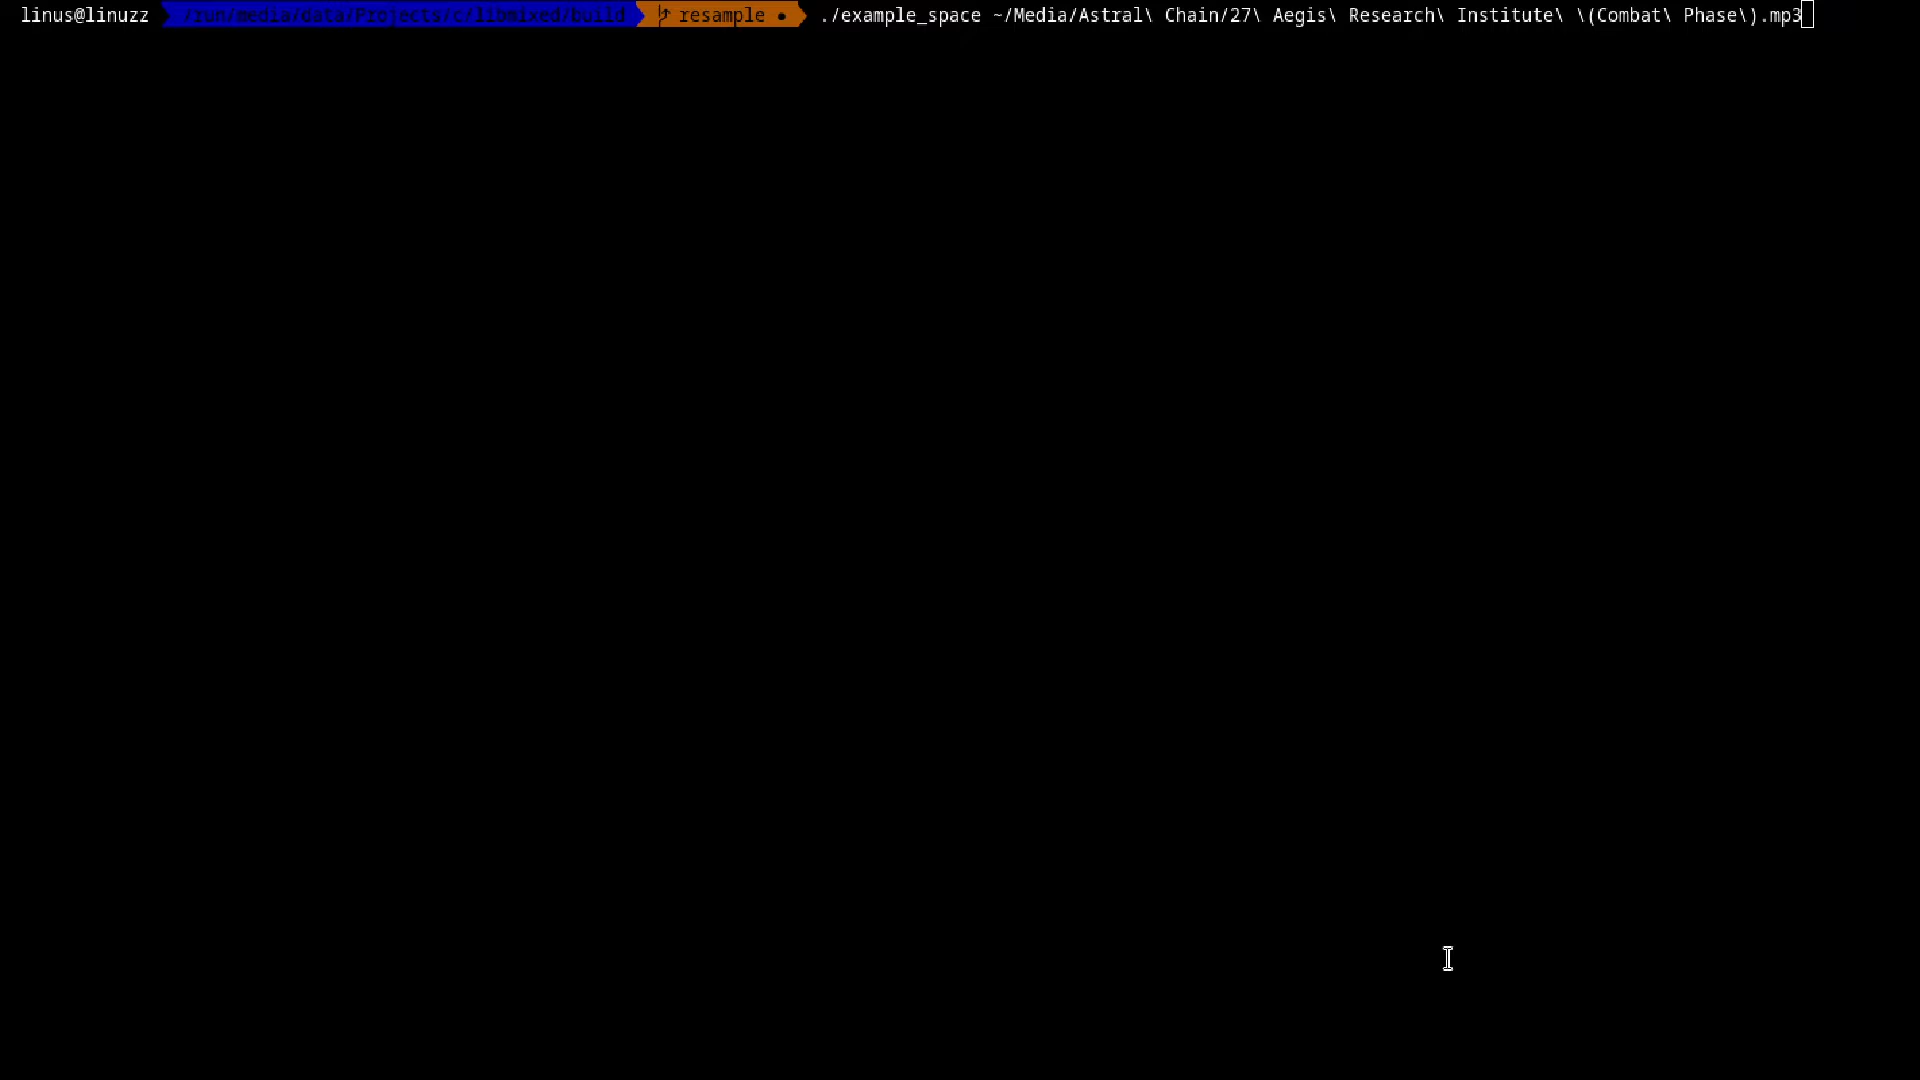 linus@linuzz /run/media/data/Projects/c/libmixed/build resample ● ./example_space ~/Media/Astral\ Chain/27\ Aegis\ Research\ Institute\ \(Combat\ Phase\).mp3